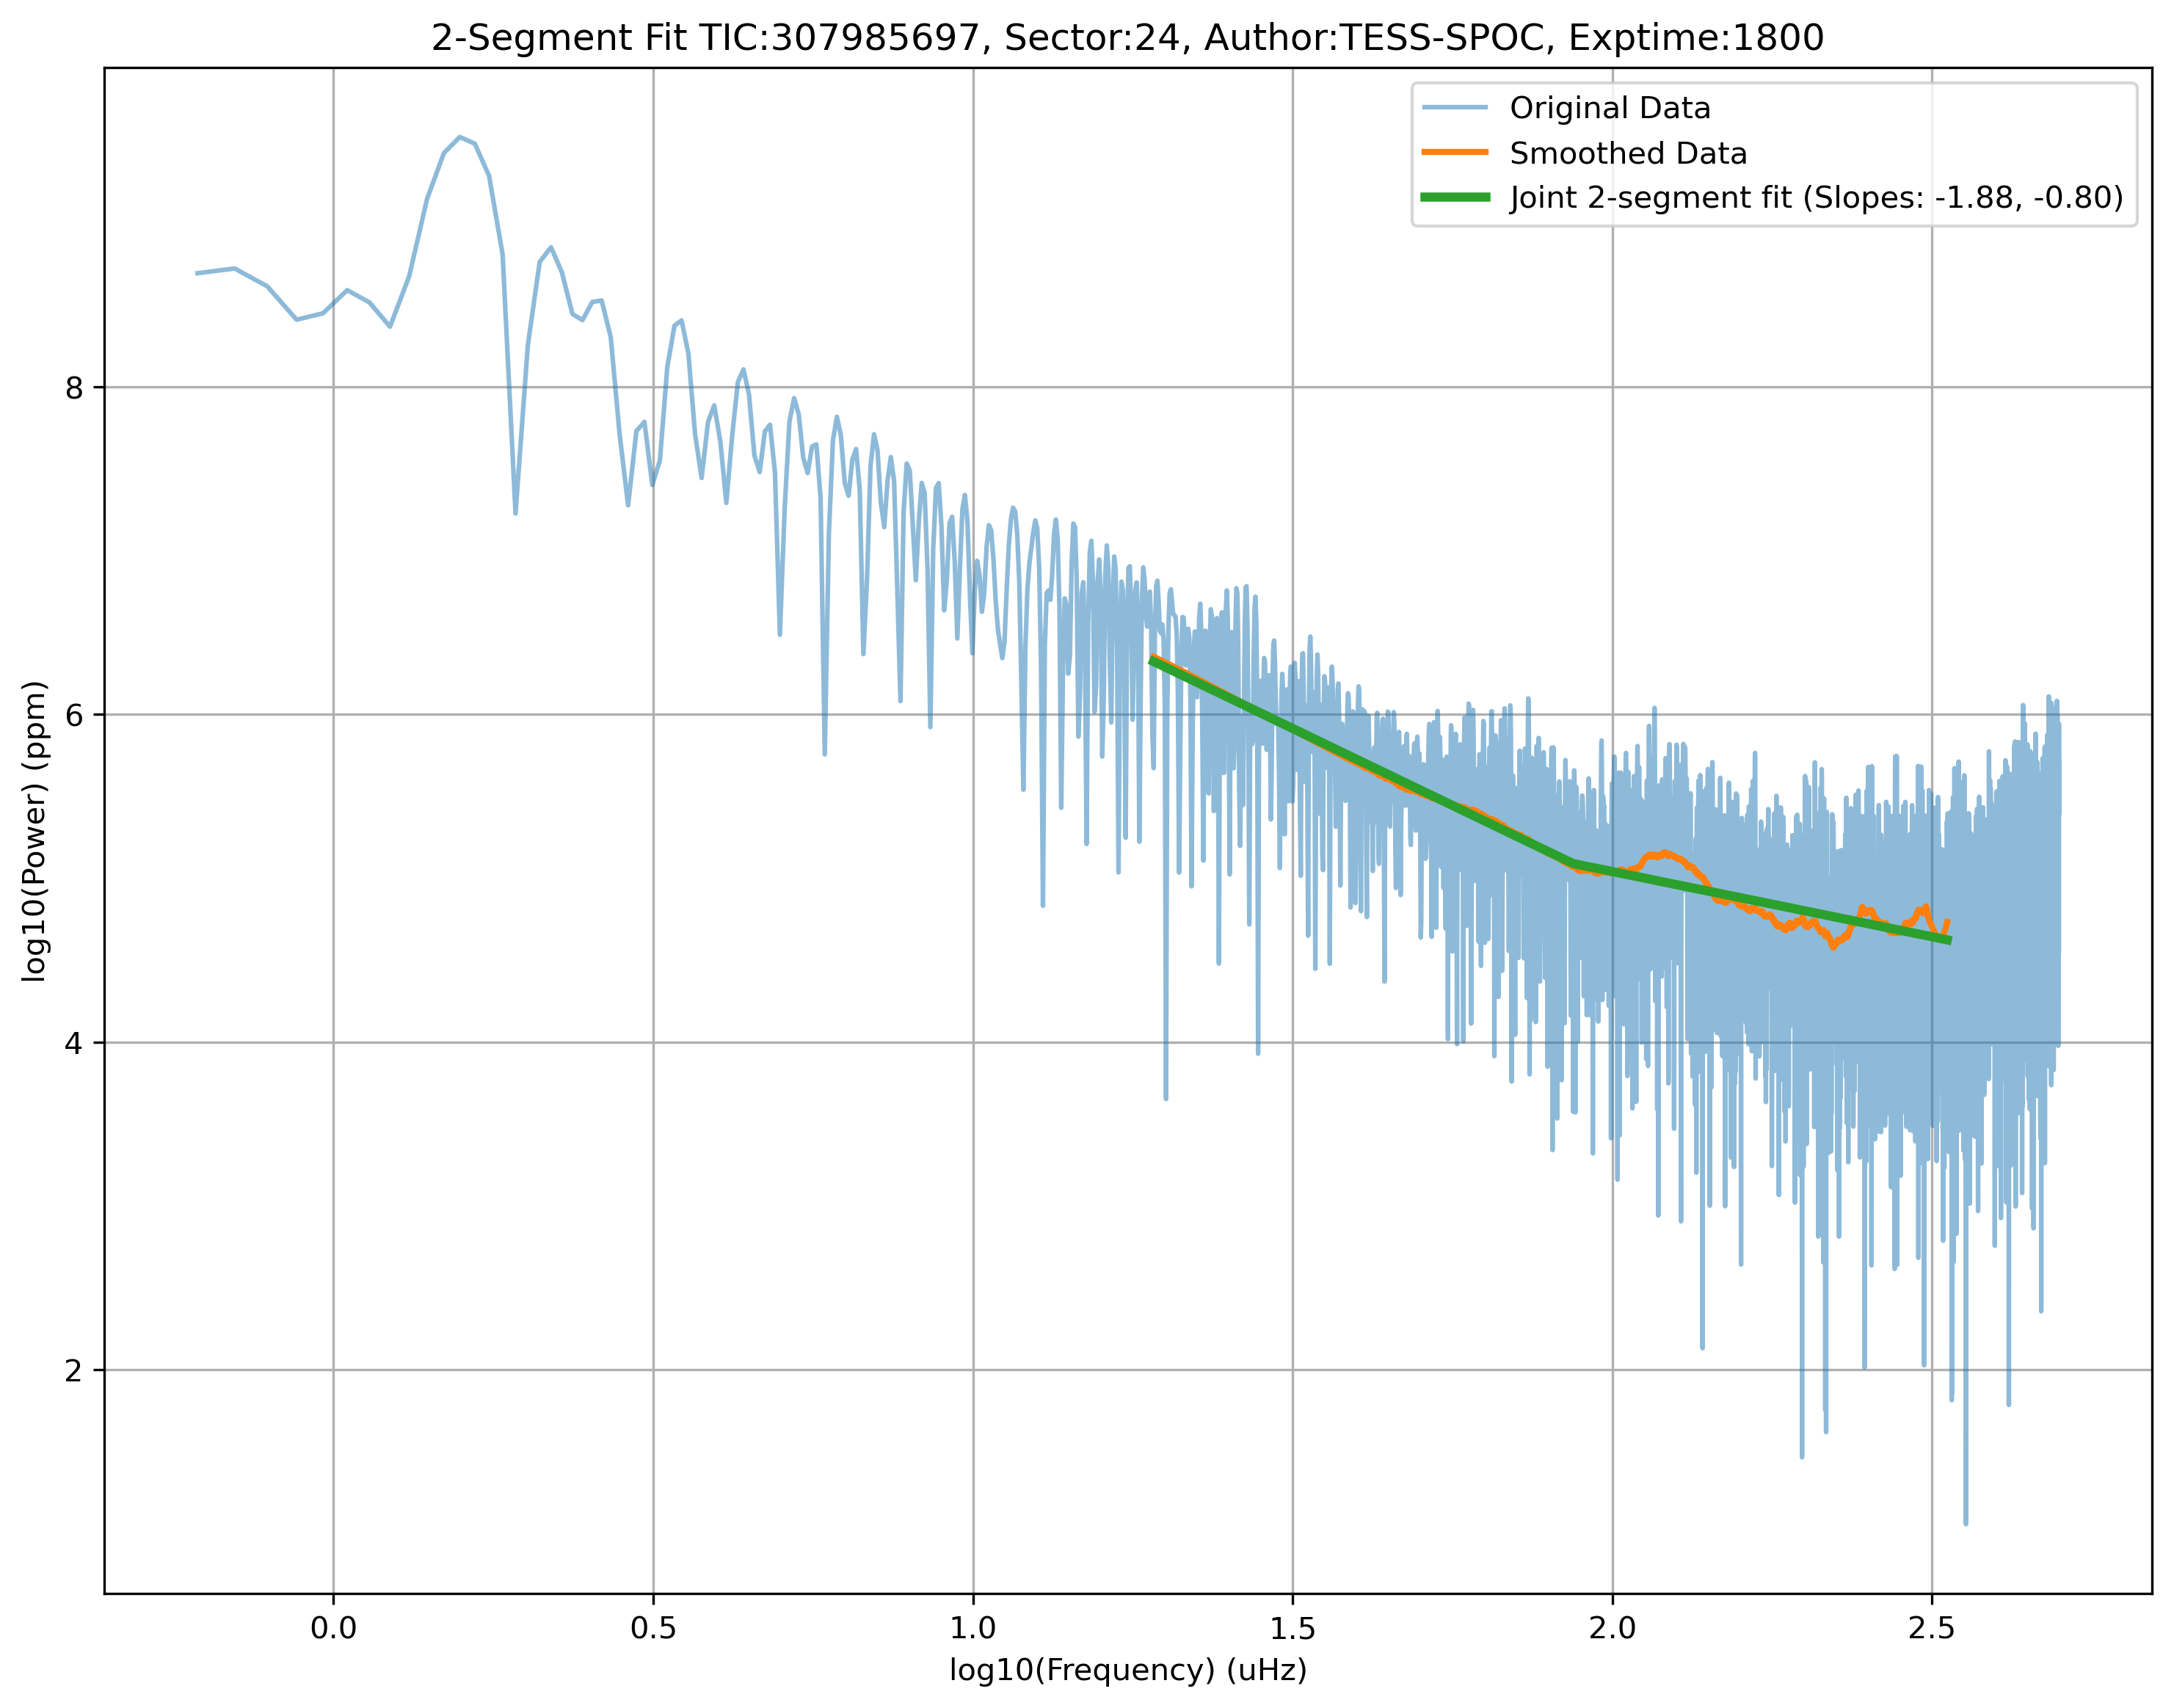 2-Segment Fit TIC:307985697, Sector:24, Author:TESS-SPOC, Exptime:1800
Original Data
Smoothed Data
Joint 2-segment fit (Slopes: -1.88, -0.80)
log10(Power) (ppm)
8
6
4
2
0.0 0.5 1.0 1.5 2.0 2.5
log10(Frequency) (uHz)